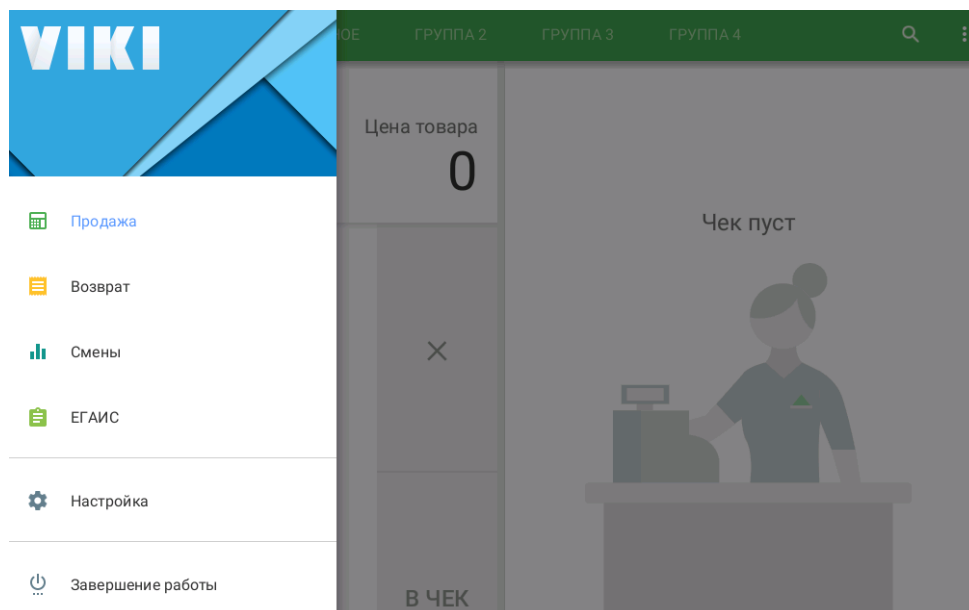 VIKI
НОЕ
ГРУППА 2
ГРУППА 3
ГРУППА 4
Цена товара
0
Чек пуст
Продажа
Возврат
Смены
ЕГАИС
Настройка
Завершение работы
В ЧЕК